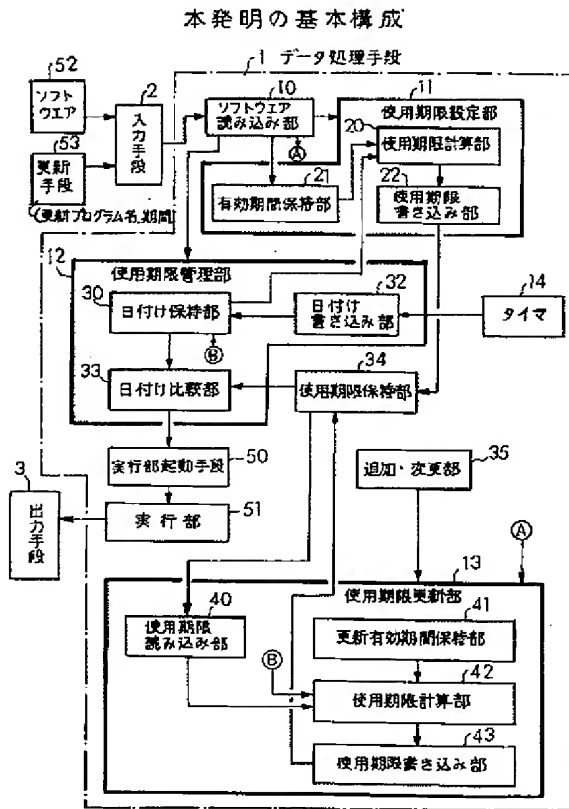 本発明の基本構成
1 データ処理手段
52
ソフト
ウエア
2
入力手段
53
更新
手段
(更新プログラム名,期間)
10
ソフトウエア
読み込み部
Ⓐ
11
使用期限設定部
20
使用期限計算部
21
有効期間保持部
22
使用期限
書き込み部
12
使用期限管理部
30
日付け保持部
Ⓑ
32
日付け
書き込み部
14
タイマ
33
日付け比較部
34
使用期限保持部
50
実行部起動手段
35
追加・変更部
3
出力手段
51
実行部
Ⓐ
13
使用期限更新部
40
使用期限
読み込み部
41
更新有効期間保持部
Ⓑ
42
使用期限計算部
43
使用期限書き込み部